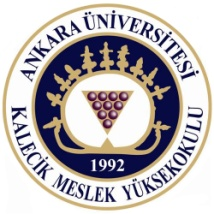 ANKARA ÜNİVERSİTESİ
KALECİK MESLEK YÜKSEKOKULU
1992